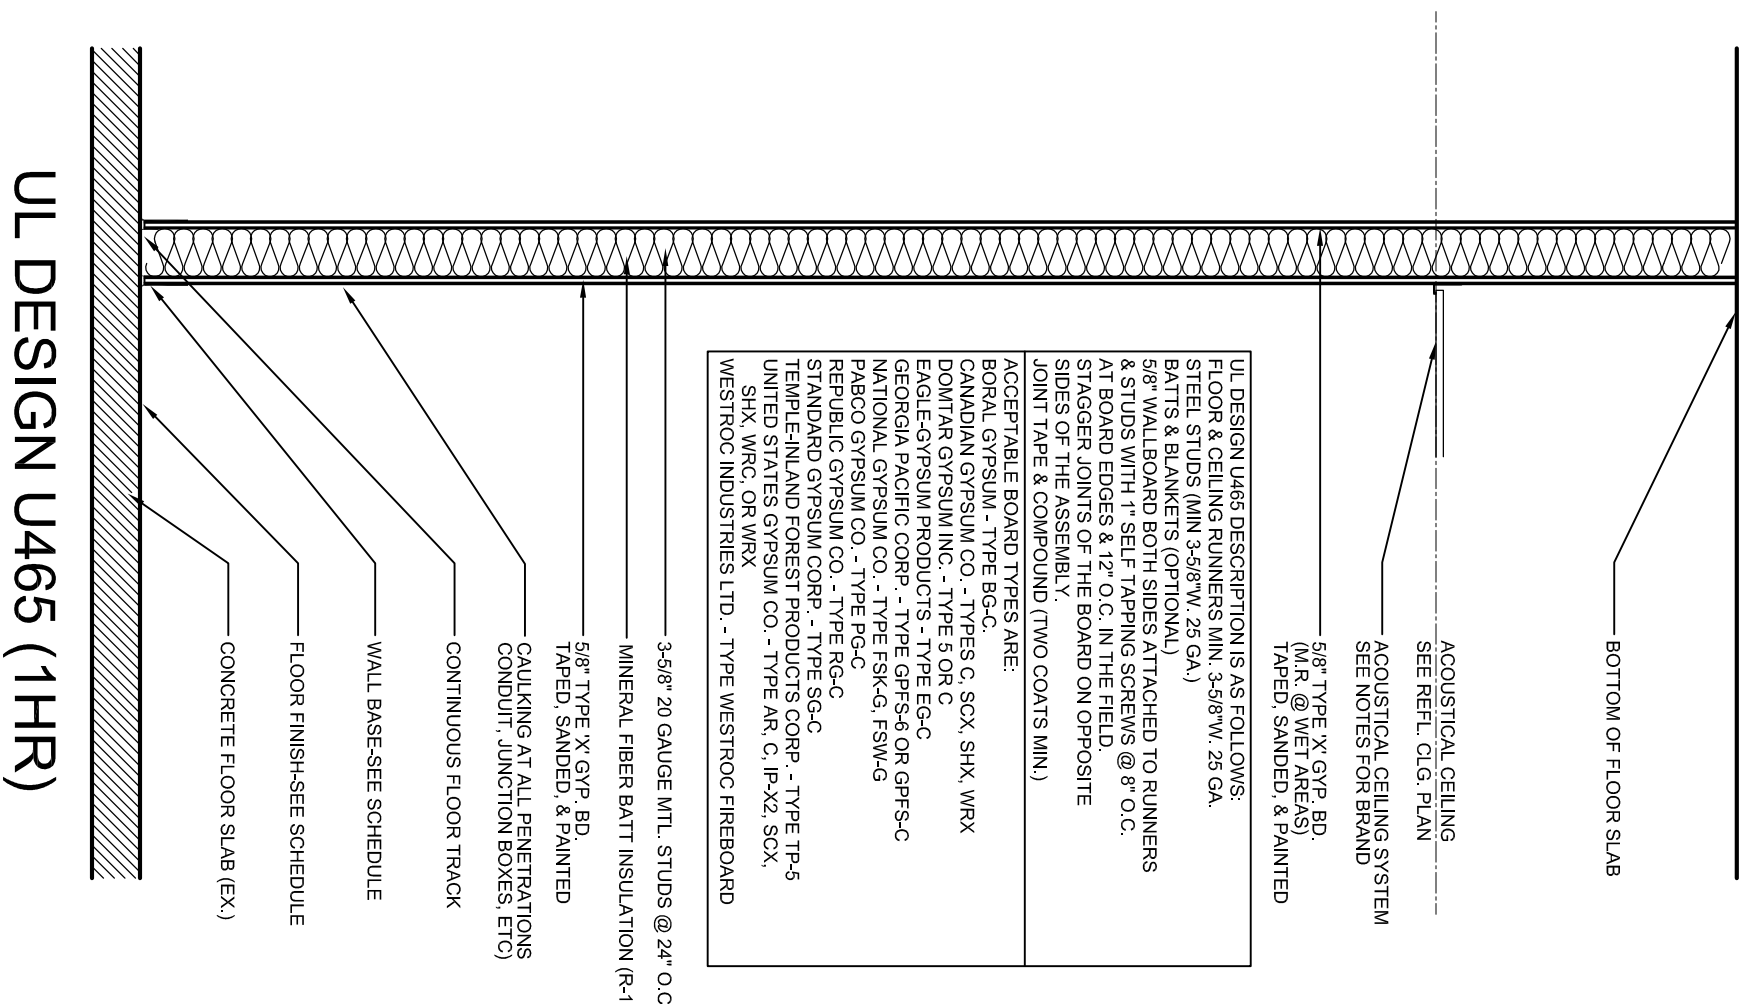 BOTTOM OF FLOOR SLAB
ACOUSTICAL CEILING
SEE REFL. CLG. PLAN
ACOUSTICAL CEILING SYSTEM
SEE NOTES FOR BRAND
5/8" TYPE 'X' GYP. BD.
(M.R. @ WET AREAS)
TAPED, SANDED, & PAINTED
UL DESIGN U465 DESCRIPTION IS AS FOLLOWS:
FLOOR & CEILING RUNNERS MIN. 3-5/8"W. 25 GA.
STEEL STUDS (MIN 3-5/8"W. 25 GA.)
BATTS & BLANKETS (OPTIONAL)
5/8" WALLBOARD BOTH SIDES ATTACHED TO RUNNERS
& STUDS WITH 1" SELF TAPPING SCREWS @ 8" O.C.
AT BOARD EDGES & 12" O.C. IN THE FIELD.
STAGGER JOINTS OF THE BOARD ON OPPOSITE
SIDES OF THE ASSEMBLY.
JOINT TAPE & COMPOUND (TWO COATS MIN.)
ACCEPTABLE BOARD TYPES ARE:
BORAL GYPSUM - TYPE BG-C.
CANADIAN GYPSUM CO. - TYPES C, SCX, SHX, WRX
DOMTAR GYPSUM INC. - TYPE 5 OR C
EAGLE-GYPSUM PRODUCTS - TYPE EG-C
GEORGIA PACIFIC CORP. - TYPE GPFS-6 OR GPFS-C
NATIONAL GYPSUM CO. - TYPE FSK-G, FSW-G
PABCO GYPSUM CO. - TYPE PG-C
REPUBLIC GYPSUM CO. - TYPE RG-C
STANDARD GYPSUM CORP. - TYPE SG-C
TEMPLE-INLAND FOREST PRODUCTS CORP. - TYPE TP-5
UNITED STATES GYPSUM CO. - TYPE AR, C, IP-X2, SCX,
SHX, WRC, OR WRX
WESTROC INDUSTRIES LTD. - TYPE WESTROC FIREBOARD
3-5/8" 20 GAUGE MTL. STUDS @ 24" O.C
MINERAL FIBER BATT INSULATION (R-1
5/8" TYPE 'X' GYP. BD.
TAPED, SANDED, & PAINTED
CAULKING AT ALL PENETRATIONS
CONDUIT, JUNCTION BOXES, ETC)
CONTINUOUS FLOOR TRACK
WALL BASE-SEE SCHEDULE
FLOOR FINISH-SEE SCHEDULE
CONCRETE FLOOR SLAB (EX.)
UL DESIGN U465 (1HR)